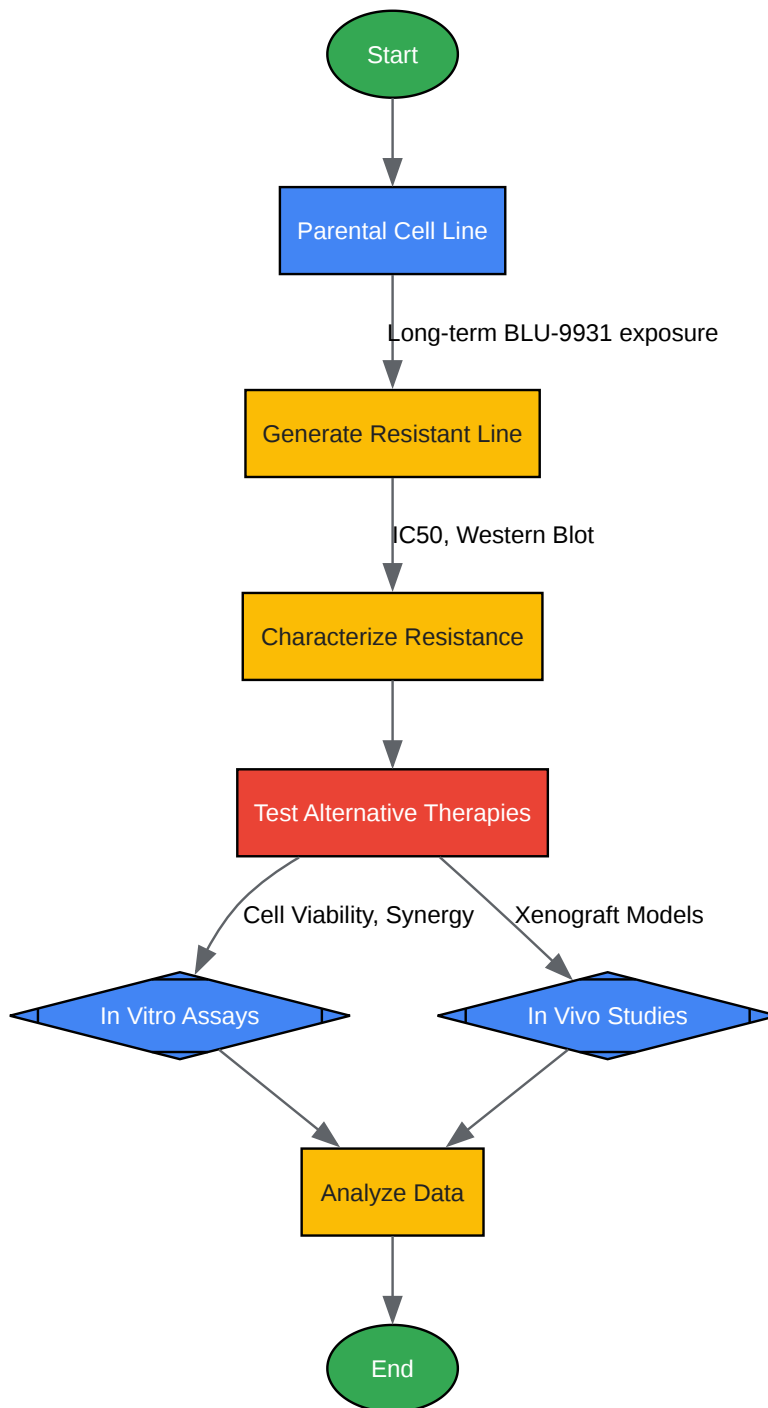 Start
Parental Cell Line
Long-term BLU-9931 exposure
Generate Resistant Line
IC50, Western Blot
Characterize Resistance
Test Alternative Therapies
Cell Viability, Synergy
Xenograft Models
In Vitro Assays
In Vivo Studies
Analyze Data
End